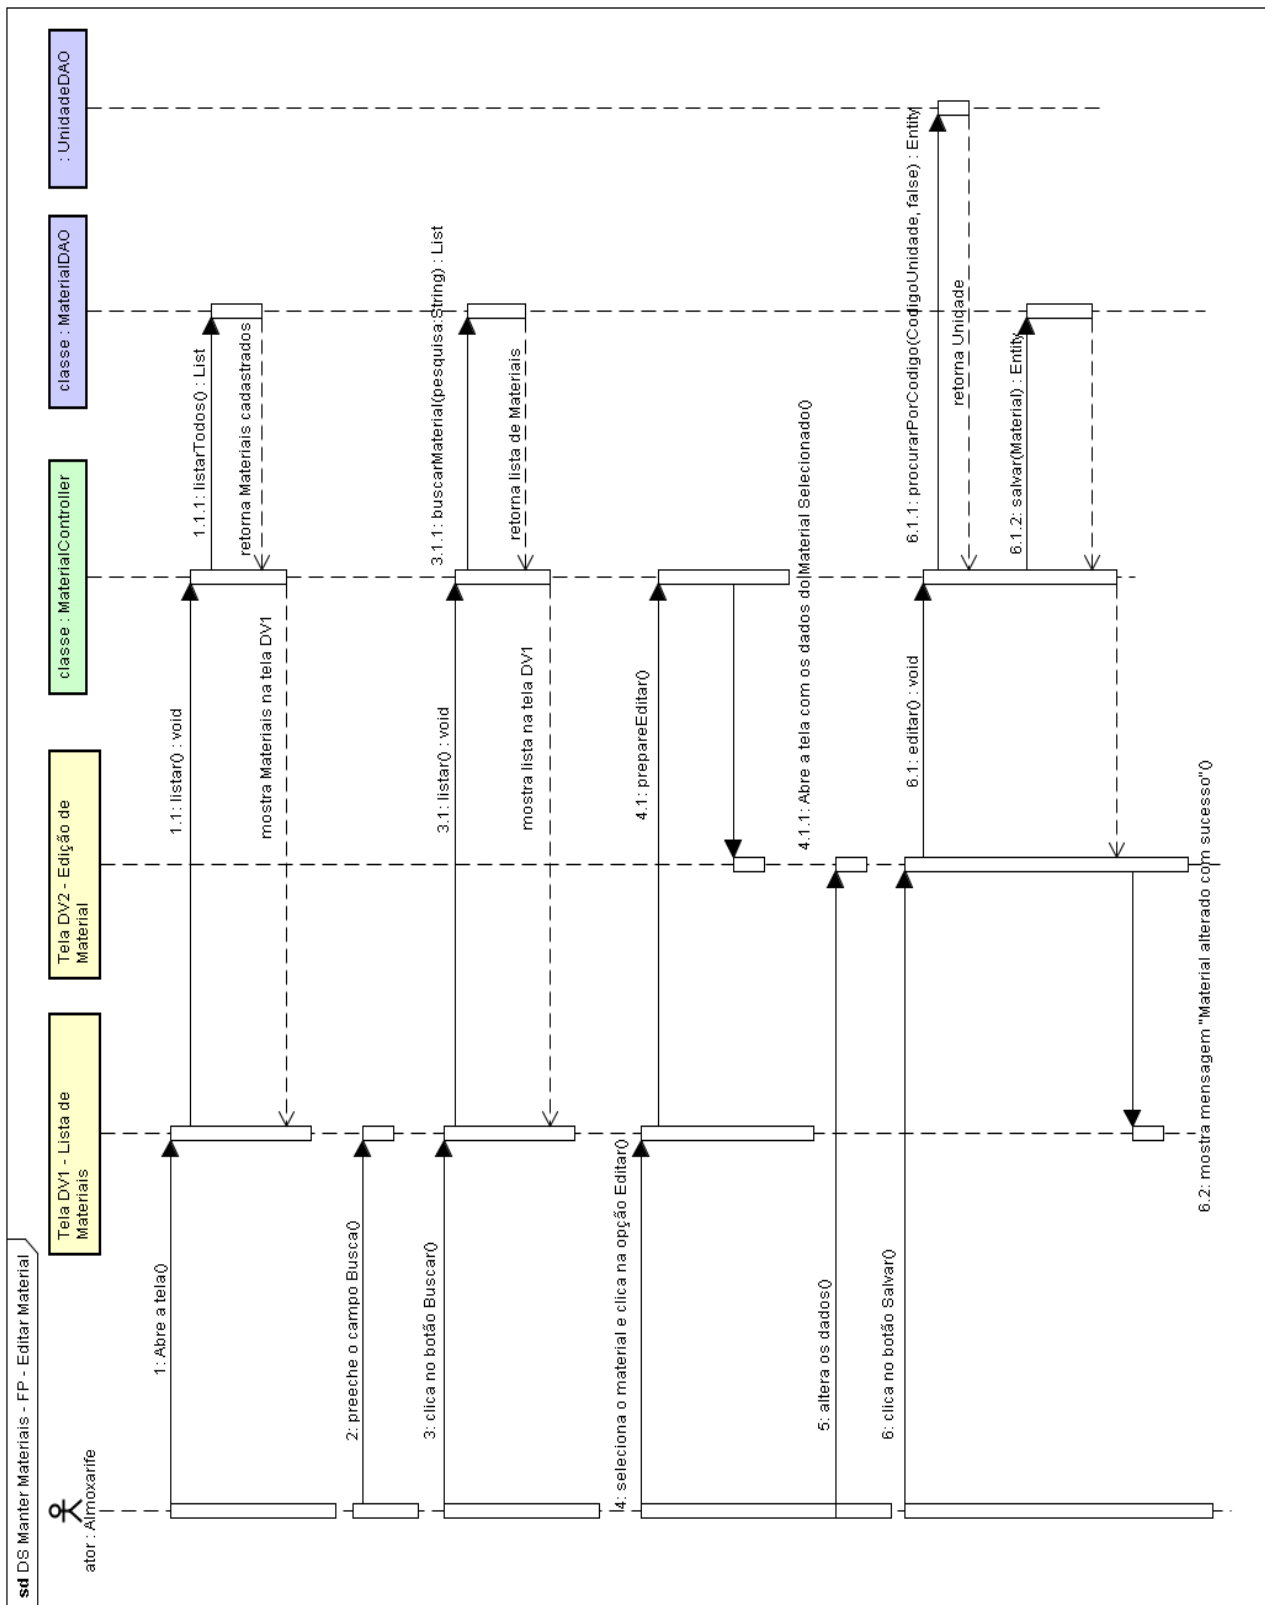 sd DS Manter Materiais - FP - Editar Material
ator : Almoxarife
Tela DV1 - Lista de
Materiais
Tela DV2 - Edição de
Material
classe : MaterialController
classe : MaterialDAO
: UnidadeDAO
1: Abre a tela()
1.1: listar() : void
1.1.1: listarTodos() : List
retorna Materiais cadastrados
mostra Materiais na tela DV1
2: preeche o campo Busca()
3: clica no botão Buscar()
3.1: listar() : void
3.1.1: buscarMaterial(pesquisa:String) : List
retorna lista de Materiais
mostra lista na tela DV1
4: seleciona o material e clica na opção Editar()
4.1: prepareEditar()
4.1.1: Abre a tela com os dados do Material Selecionado()
5: altera os dados()
6: clica no botão Salvar()
6.1: editar() : void
6.1.1: procurarPorCodigo(CodigoUnidade, false) : Entity
retorna Unidade
6.1.2: salvar(Material) : Entity
6.2: mostra mensagem "Material alterado com sucesso"()